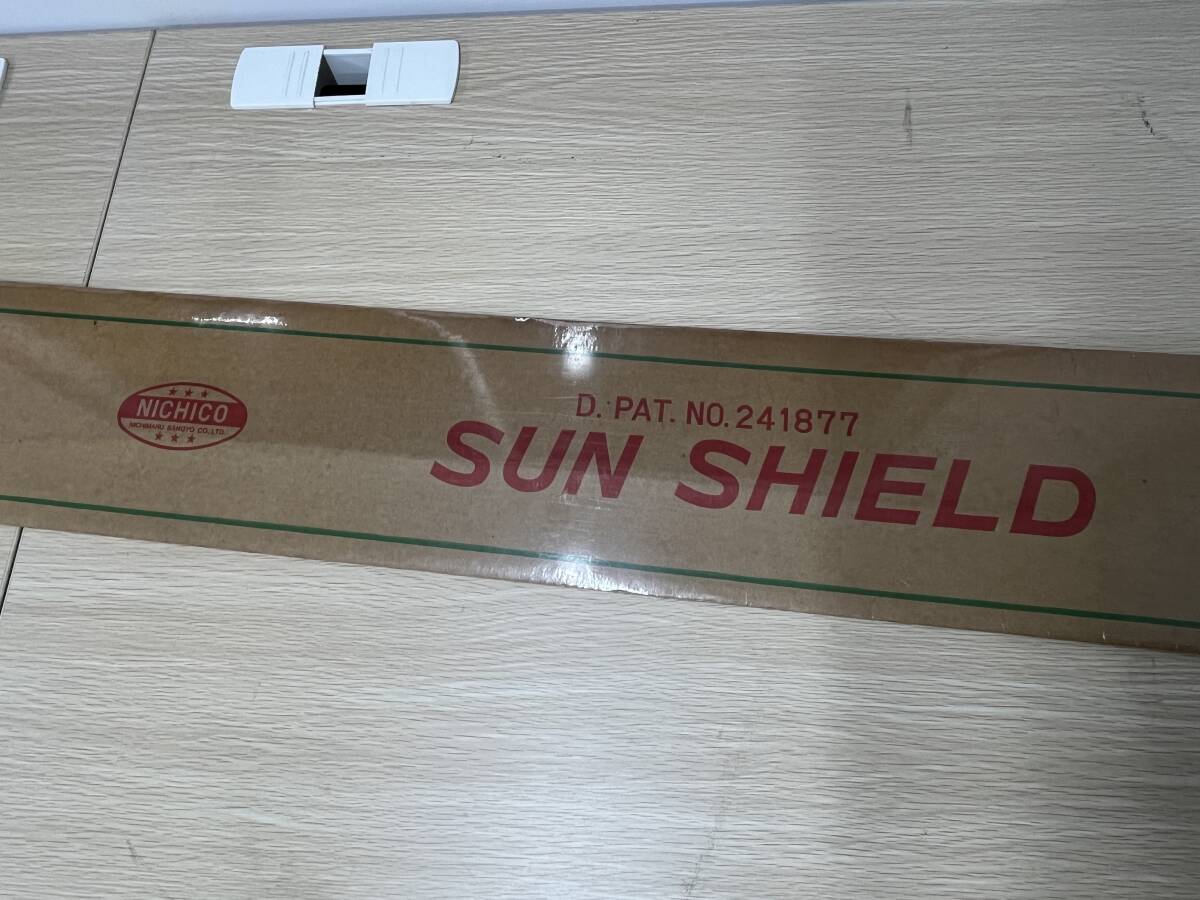 NICHICO
NICHIMARU SANGYO CO., LTD.
D. PAT. NO. 241877
SUN SHIELD